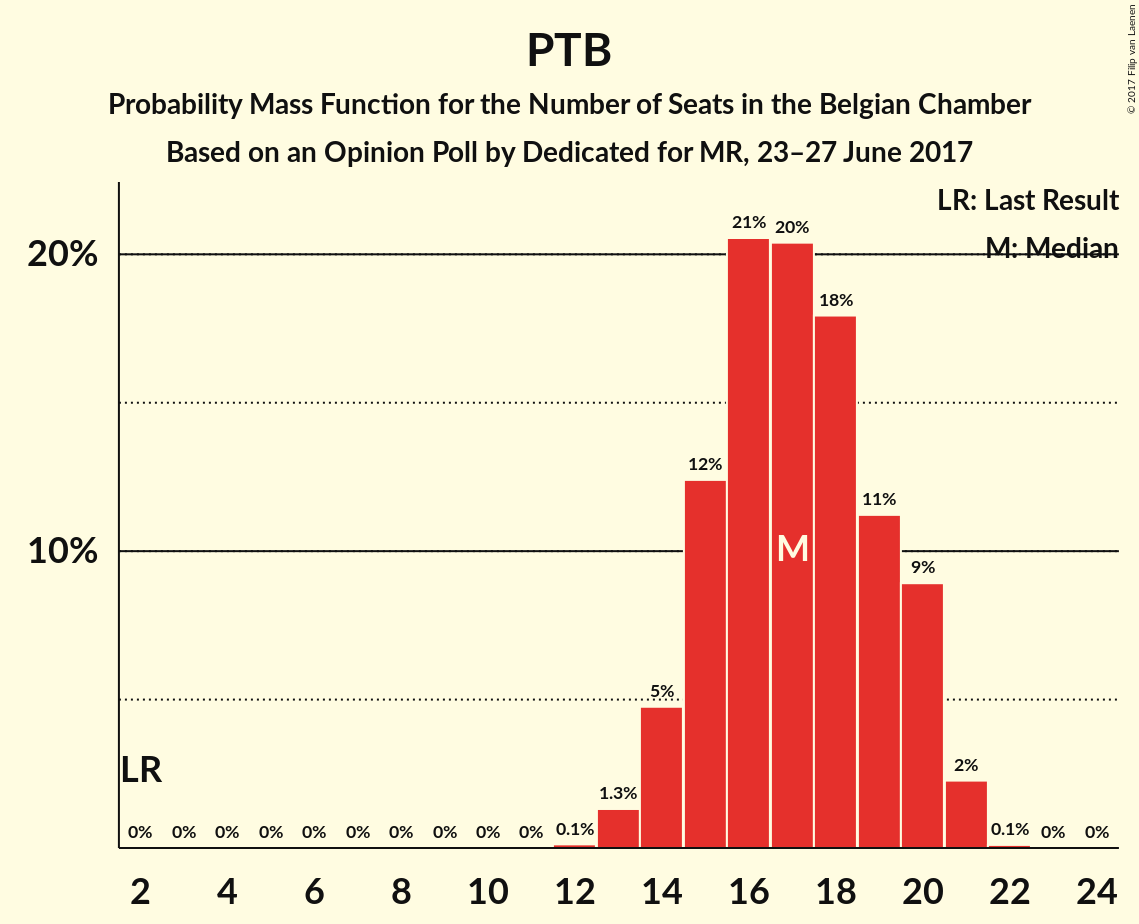 PTB
Probability Mass Function for the Number of Seats in the Belgian Chamber
Based on an Opinion Poll by Dedicated for MR, 23–27 June 2017
© 2017 Filip van Laenen
LR: Last Result
M: Median
20%
10%
21%
20%
18%
12%
11%
M
9%
5%
LR
2%
1.3%
0% 0% 0% 0% 0% 0% 0% 0% 0% 0% 0.1% 0.1% 0% 0%
2 4 6 8 10 12 14 16 18 20 22 24